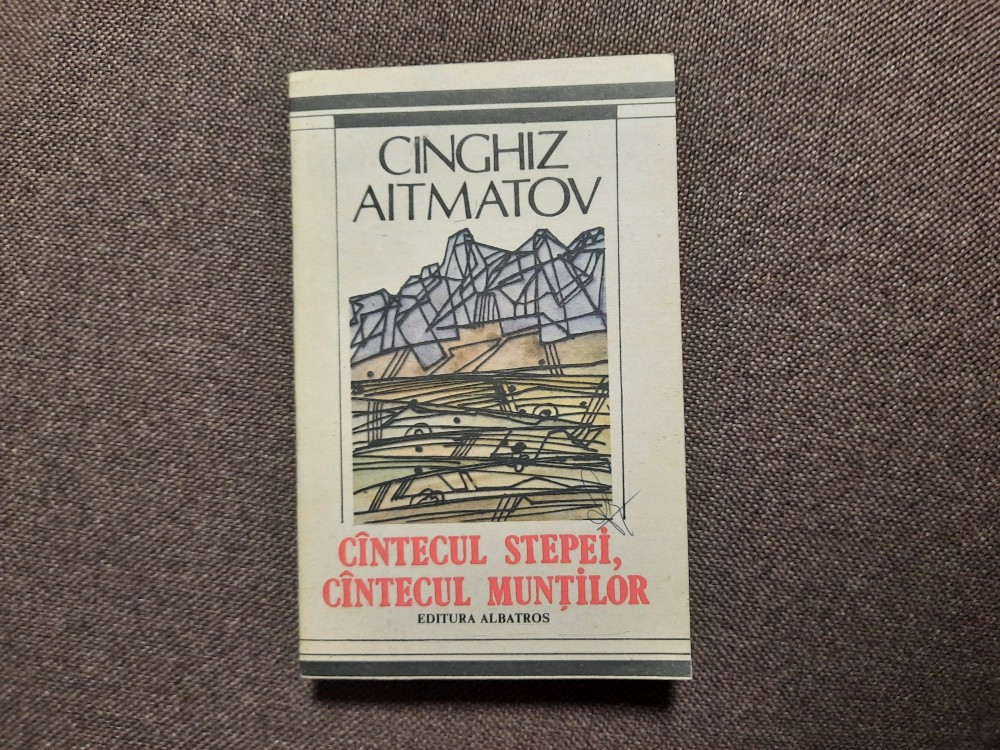 CINGHIZ
AITMATOV
CÎNTECUL STEPEI,
CÎNTECUL MUNȚILOR
EDITURA ALBATROS